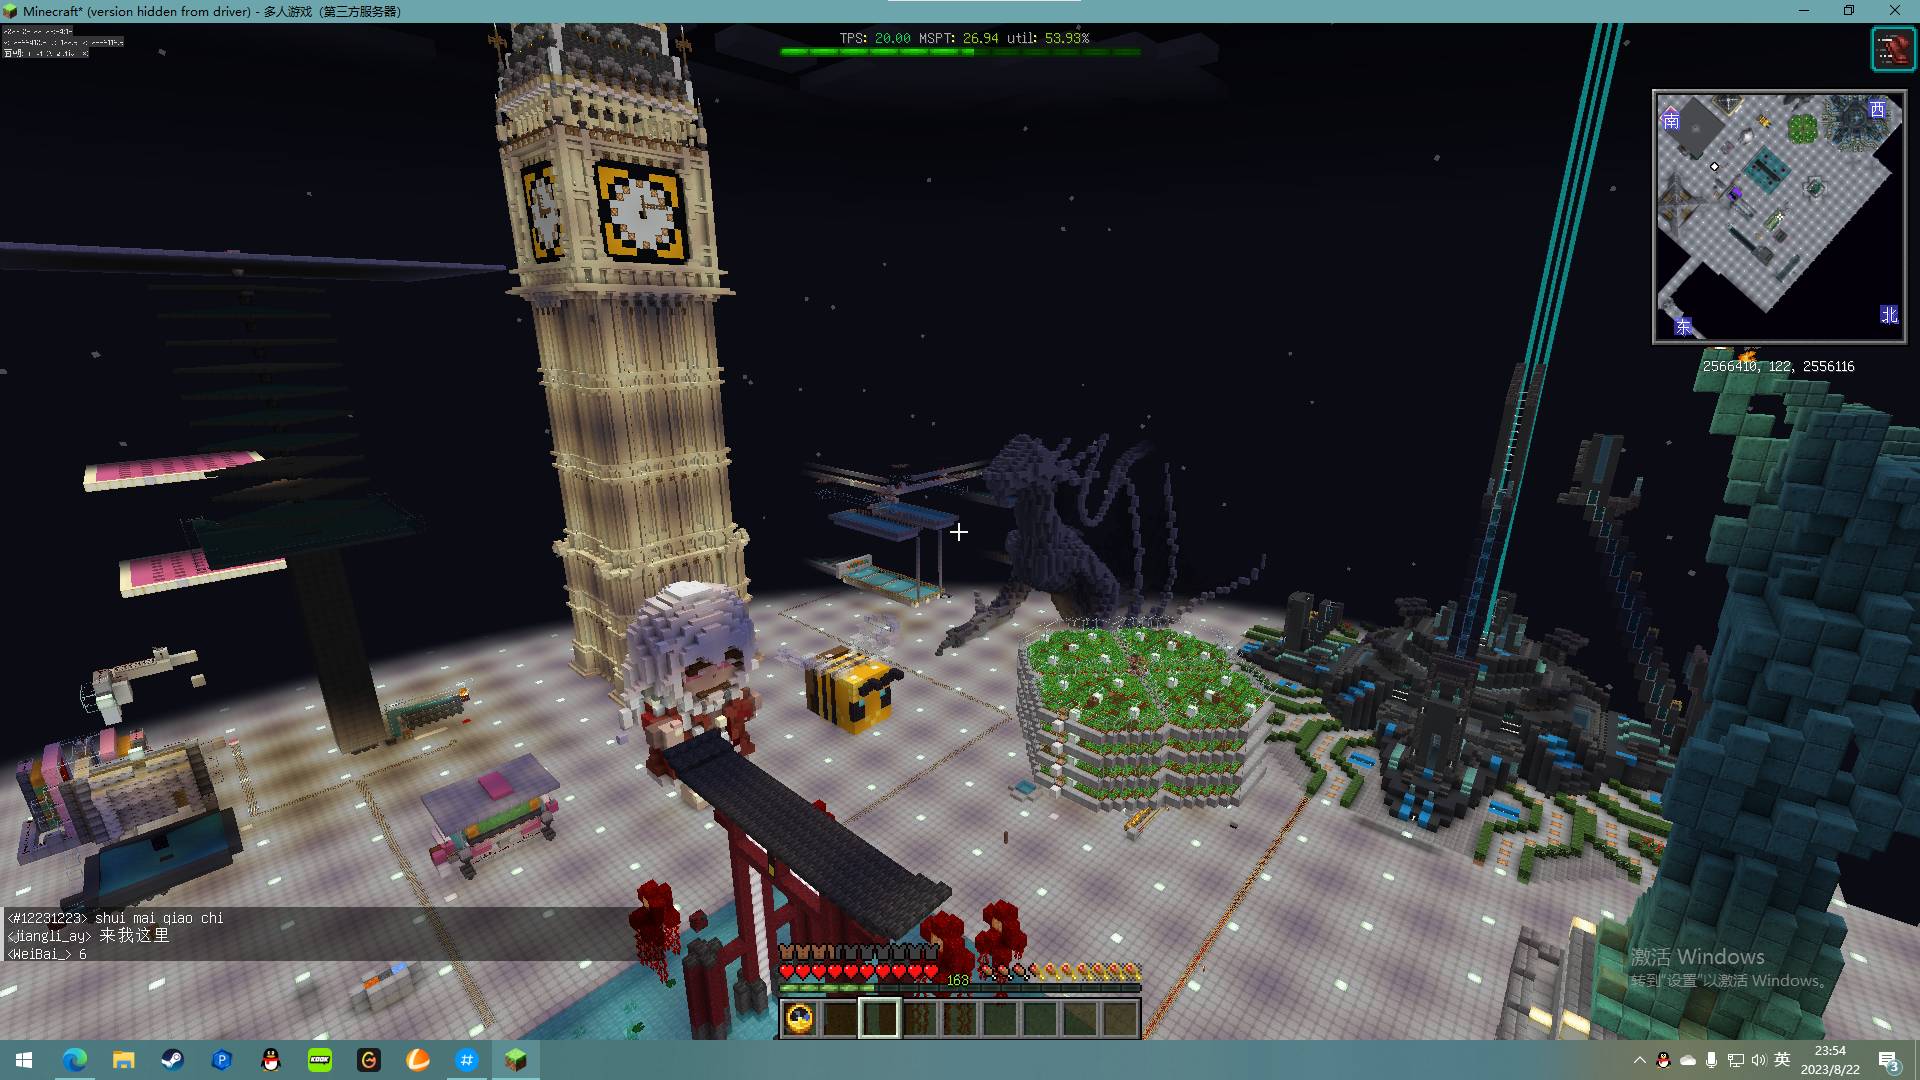 Minecraft* (version hidden from driver) - 多人游戏（第三方服务器）
TPS: 20.00 MSPT: 26.94 util: 53.93%
南
西
东
北
2566410, 122, 2556116
<#12231223> shui mai qiao chi
<jiangli_ay> 来我这里
<WeiBai_> 6
163
激活 Windows
转到"设置"以激活 Windows。
KOOK
英
23:54
2023/8/22
3